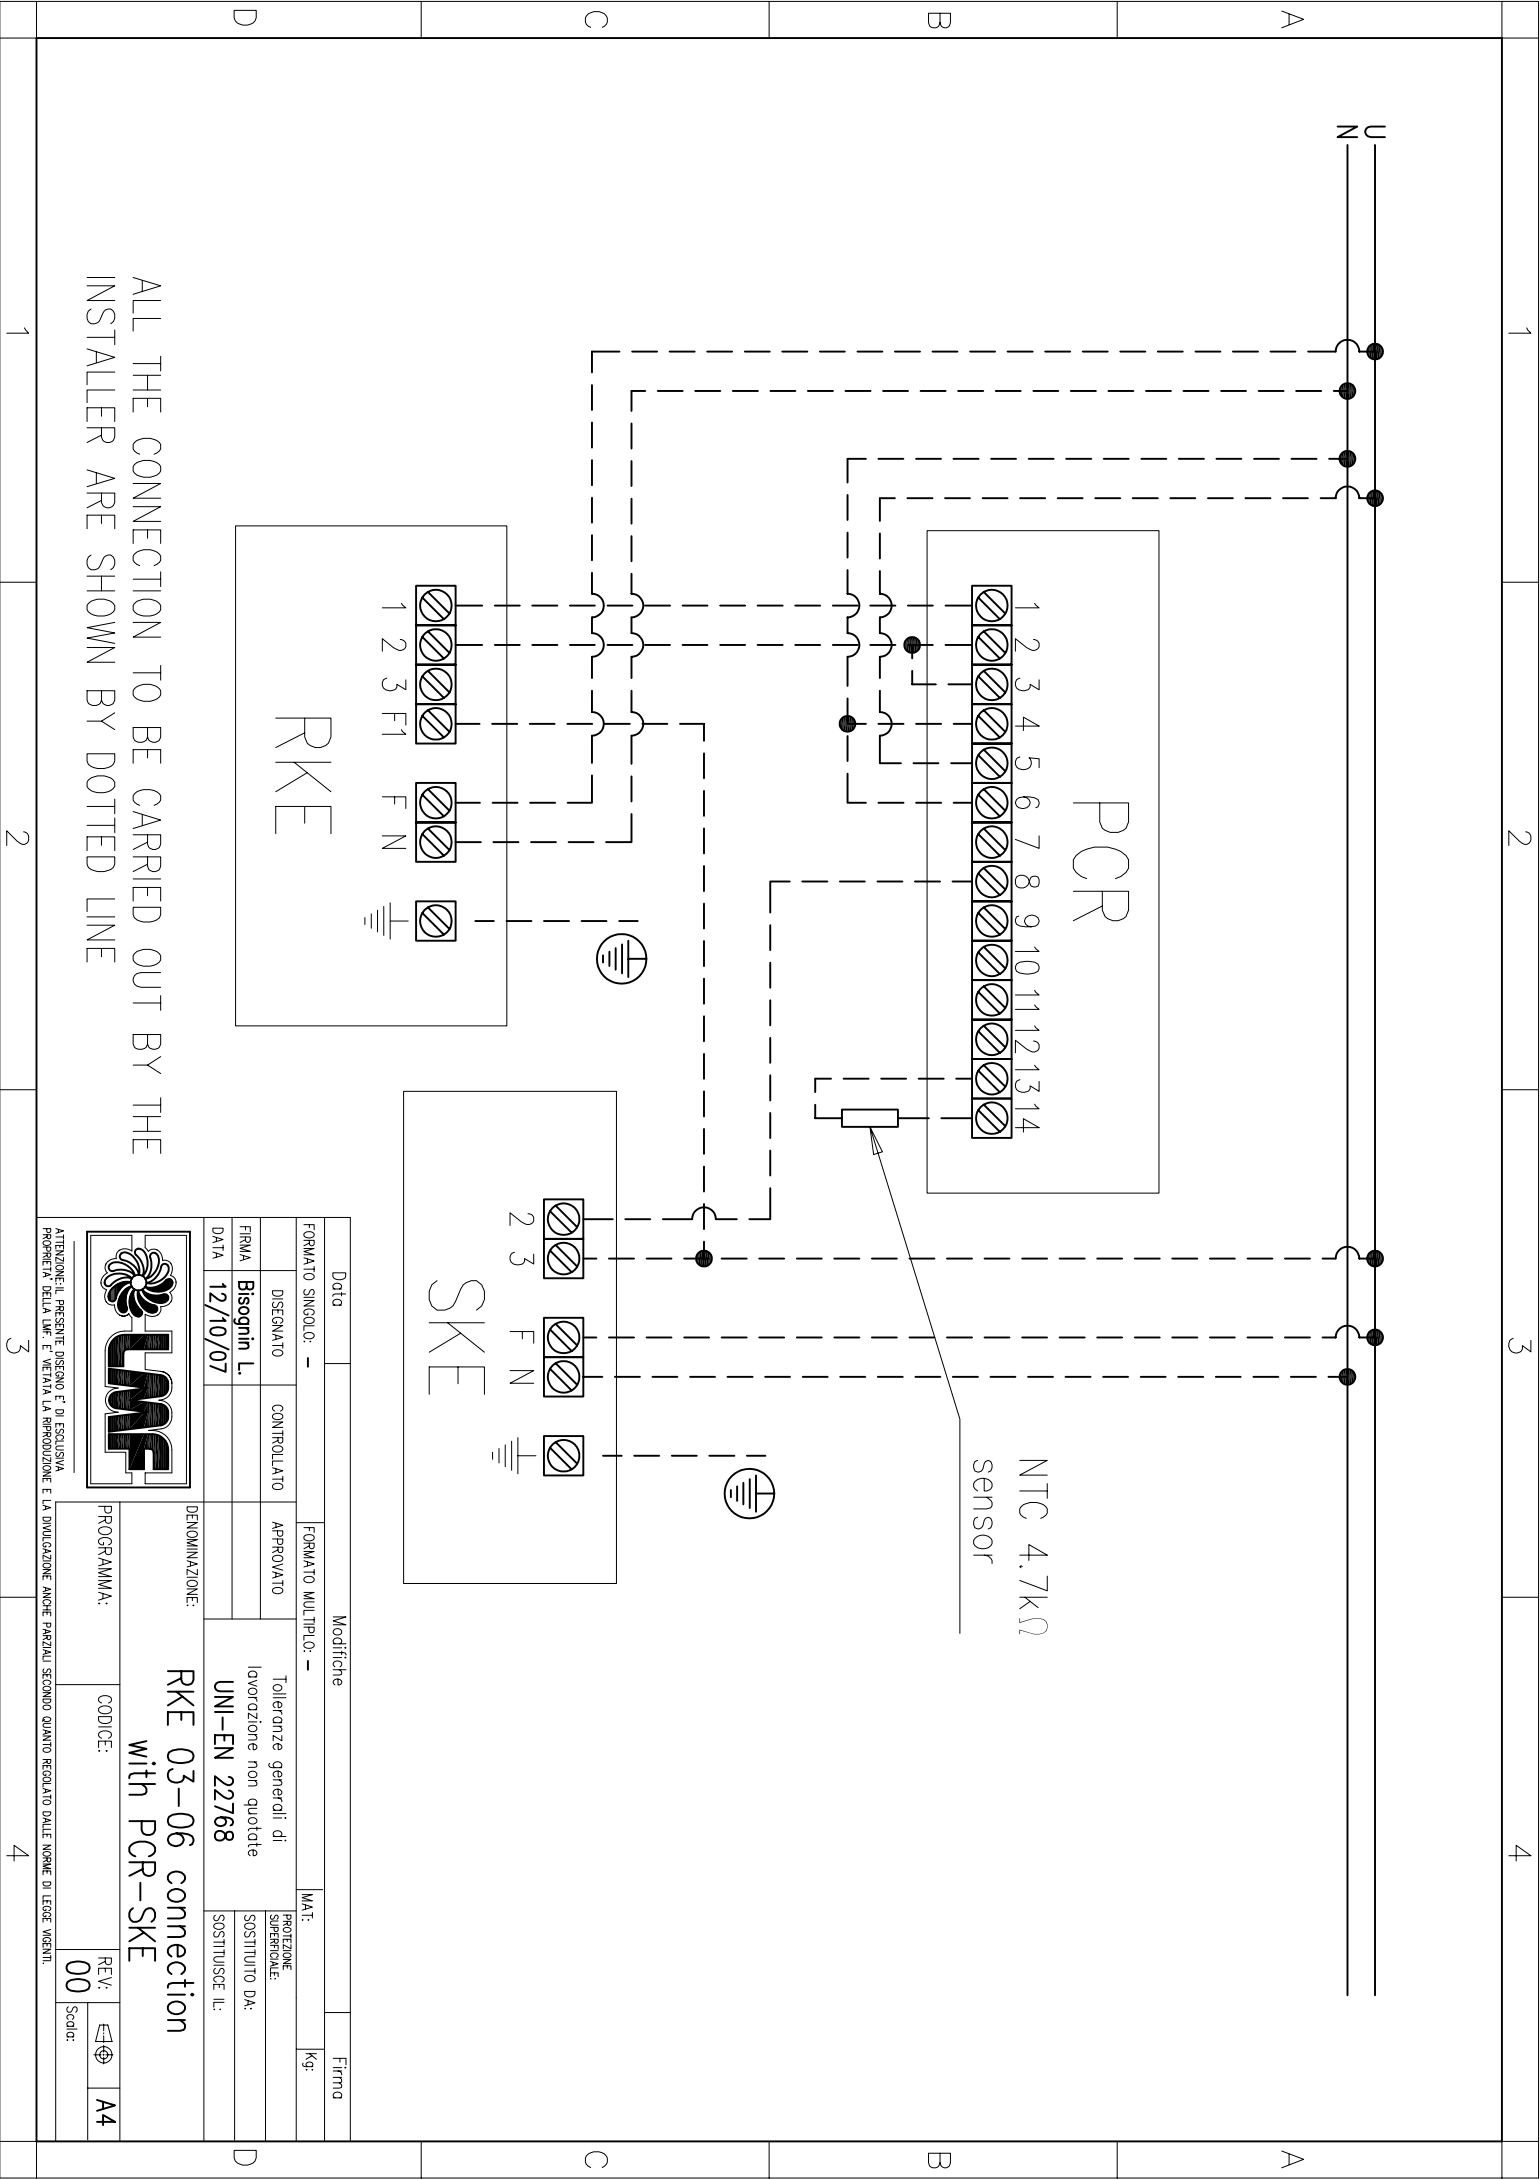 1
2
3
4
A
A
B
B
C
C
D
D
U
N
PCR
1 2 3 4 5 6 7 8 9 10 11 12 13 14
NTC 4.7kΩ
sensor
1 2 3 F1 F N
RKE
2 3 F N
SKE
ALL THE CONNECTION TO BE CARRIED OUT BY THE
INSTALLER ARE SHOWN BY DOTTED LINE
Data Modifiche Firma
FORMATO SINGOLO: - FORMATO MULTIPLO: - MAT: Kg:
DISEGNATO CONTROLLATO APPROVATO
FIRMA Bisognin L.
DATA 12/10/07
Tolleranze generali di
lavorazione non quotate
UNI-EN 22768
PROTEZIONE
SUPERFICIALE:
SOSTITUITO DA:
SOSTITUISCE IL:
LMF
DENOMINAZIONE:
RKE 03-06 connection
with PCR-SKE
PROGRAMMA:
CODICE:
REV:
00
A4
Scala:
ATTENZIONE:IL PRESENTE DISEGNO E' DI ESCLUSIVA
PROPRIETA' DELLA LMF. E' VIETATA LA RIPRODUZIONE E LA DIVULGAZIONE ANCHE PARZIALI SECONDO QUANTO REGOLATO DALLE NORME DI LEGGE VIGENTI.
1
2
3
4